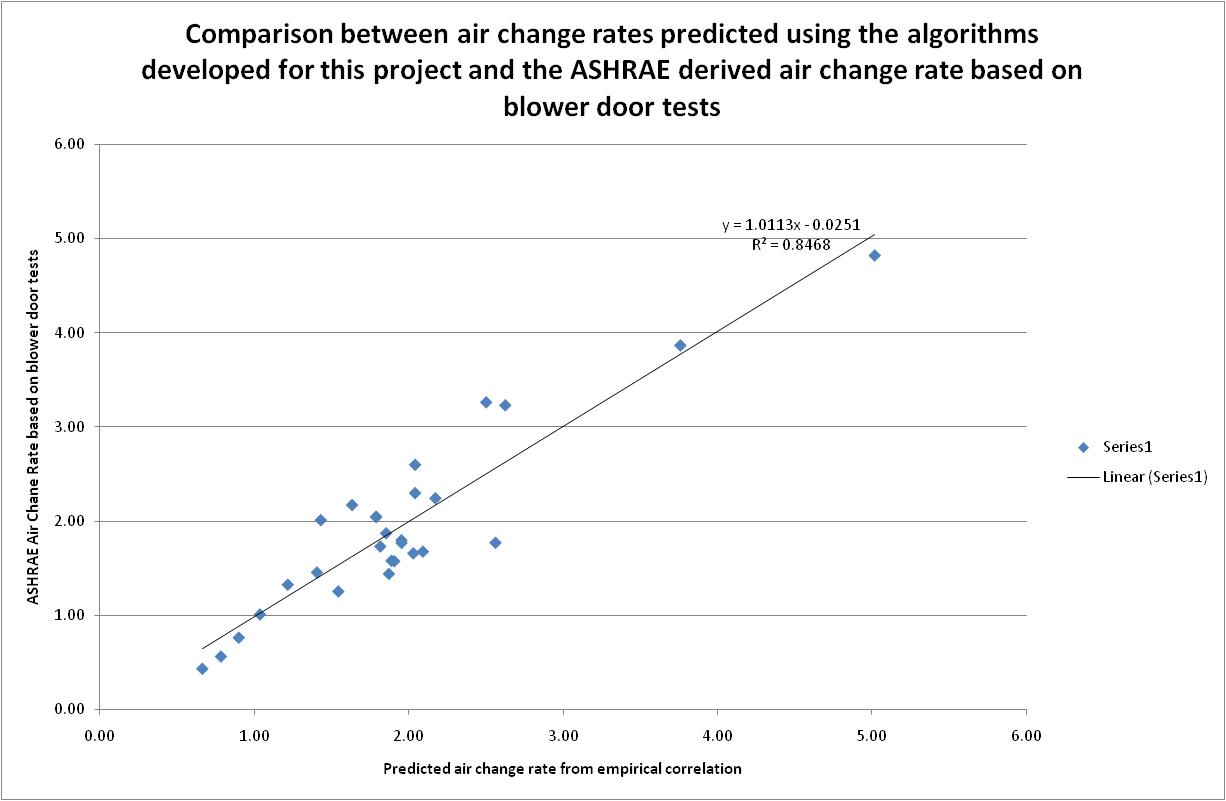 Comparison between air change rates predicted using the algorithms
developed for this project and the ASHRAE derived air change rate based on
blower door tests
6.00
5.00
4.00
3.00
2.00
1.00
0.00
ASHRAE Air Chane Rate based on blower door tests
y = 1.0113x - 0.0251
R² = 0.8468
Series1
Linear (Series1)
0.00 1.00 2.00 3.00 4.00 5.00 6.00
Predicted air change rate from empirical correlation